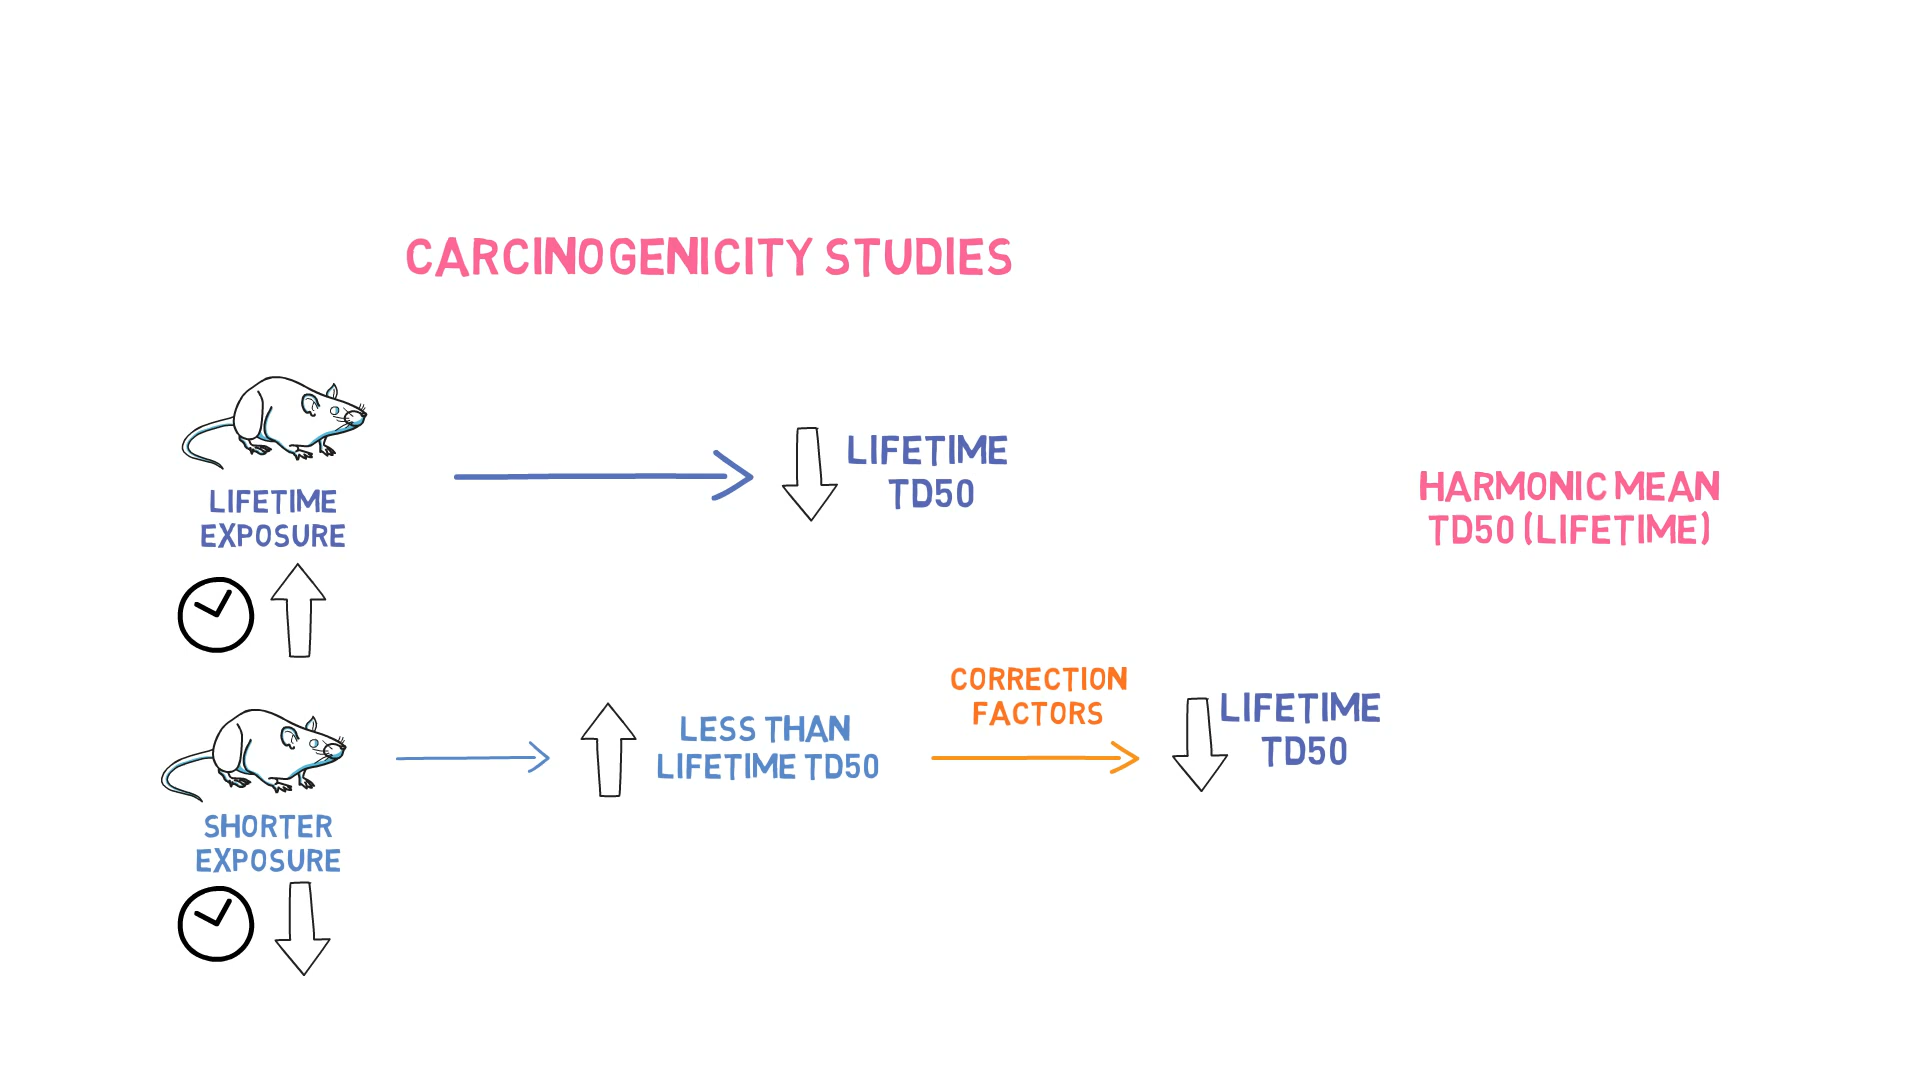 CARCINOGENICITY STUDIES
LIFETIME
EXPOSURE
LIFETIME
TD50
HARMONIC MEAN
TD50 (LIFETIME)
SHORTER
EXPOSURE
LESS THAN
LIFETIME TD50
CORRECTION
FACTORS
LIFETIME
TD50